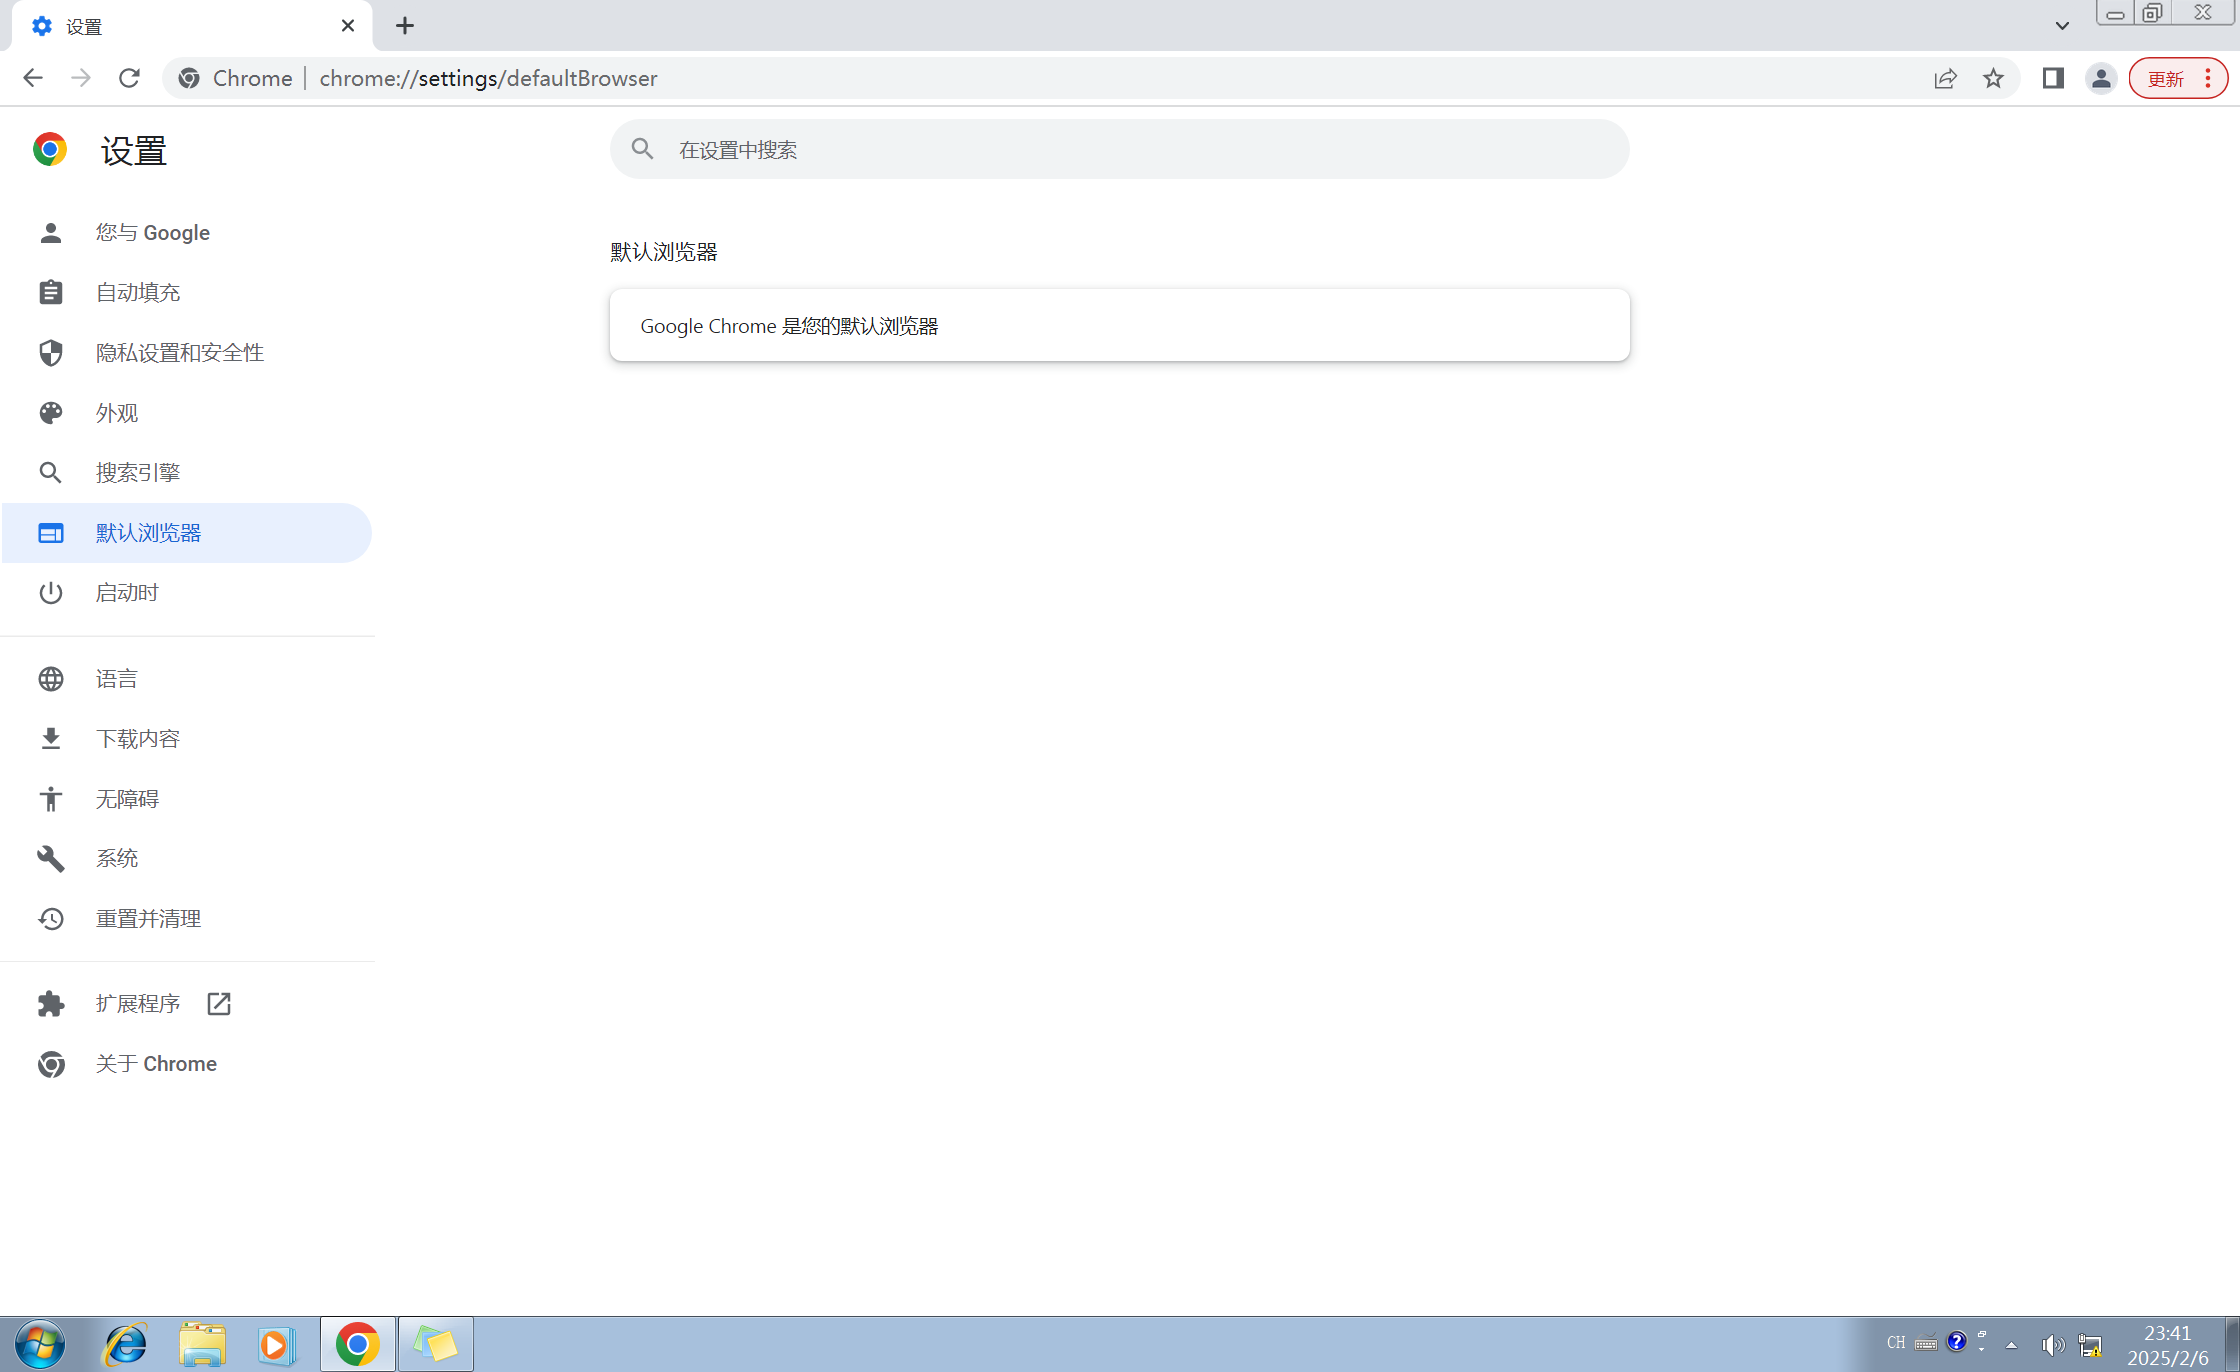 设置
Chrome
chrome://settings/defaultBrowser
更新
设置
在设置中搜索
您与 Google
自动填充
隐私设置和安全性
外观
搜索引擎
默认浏览器
启动时
语言
下载内容
无障碍
系统
重置并清理
扩展程序
关于 Chrome
默认浏览器
Google Chrome 是您的默认浏览器
CH
23:41
2025/2/6